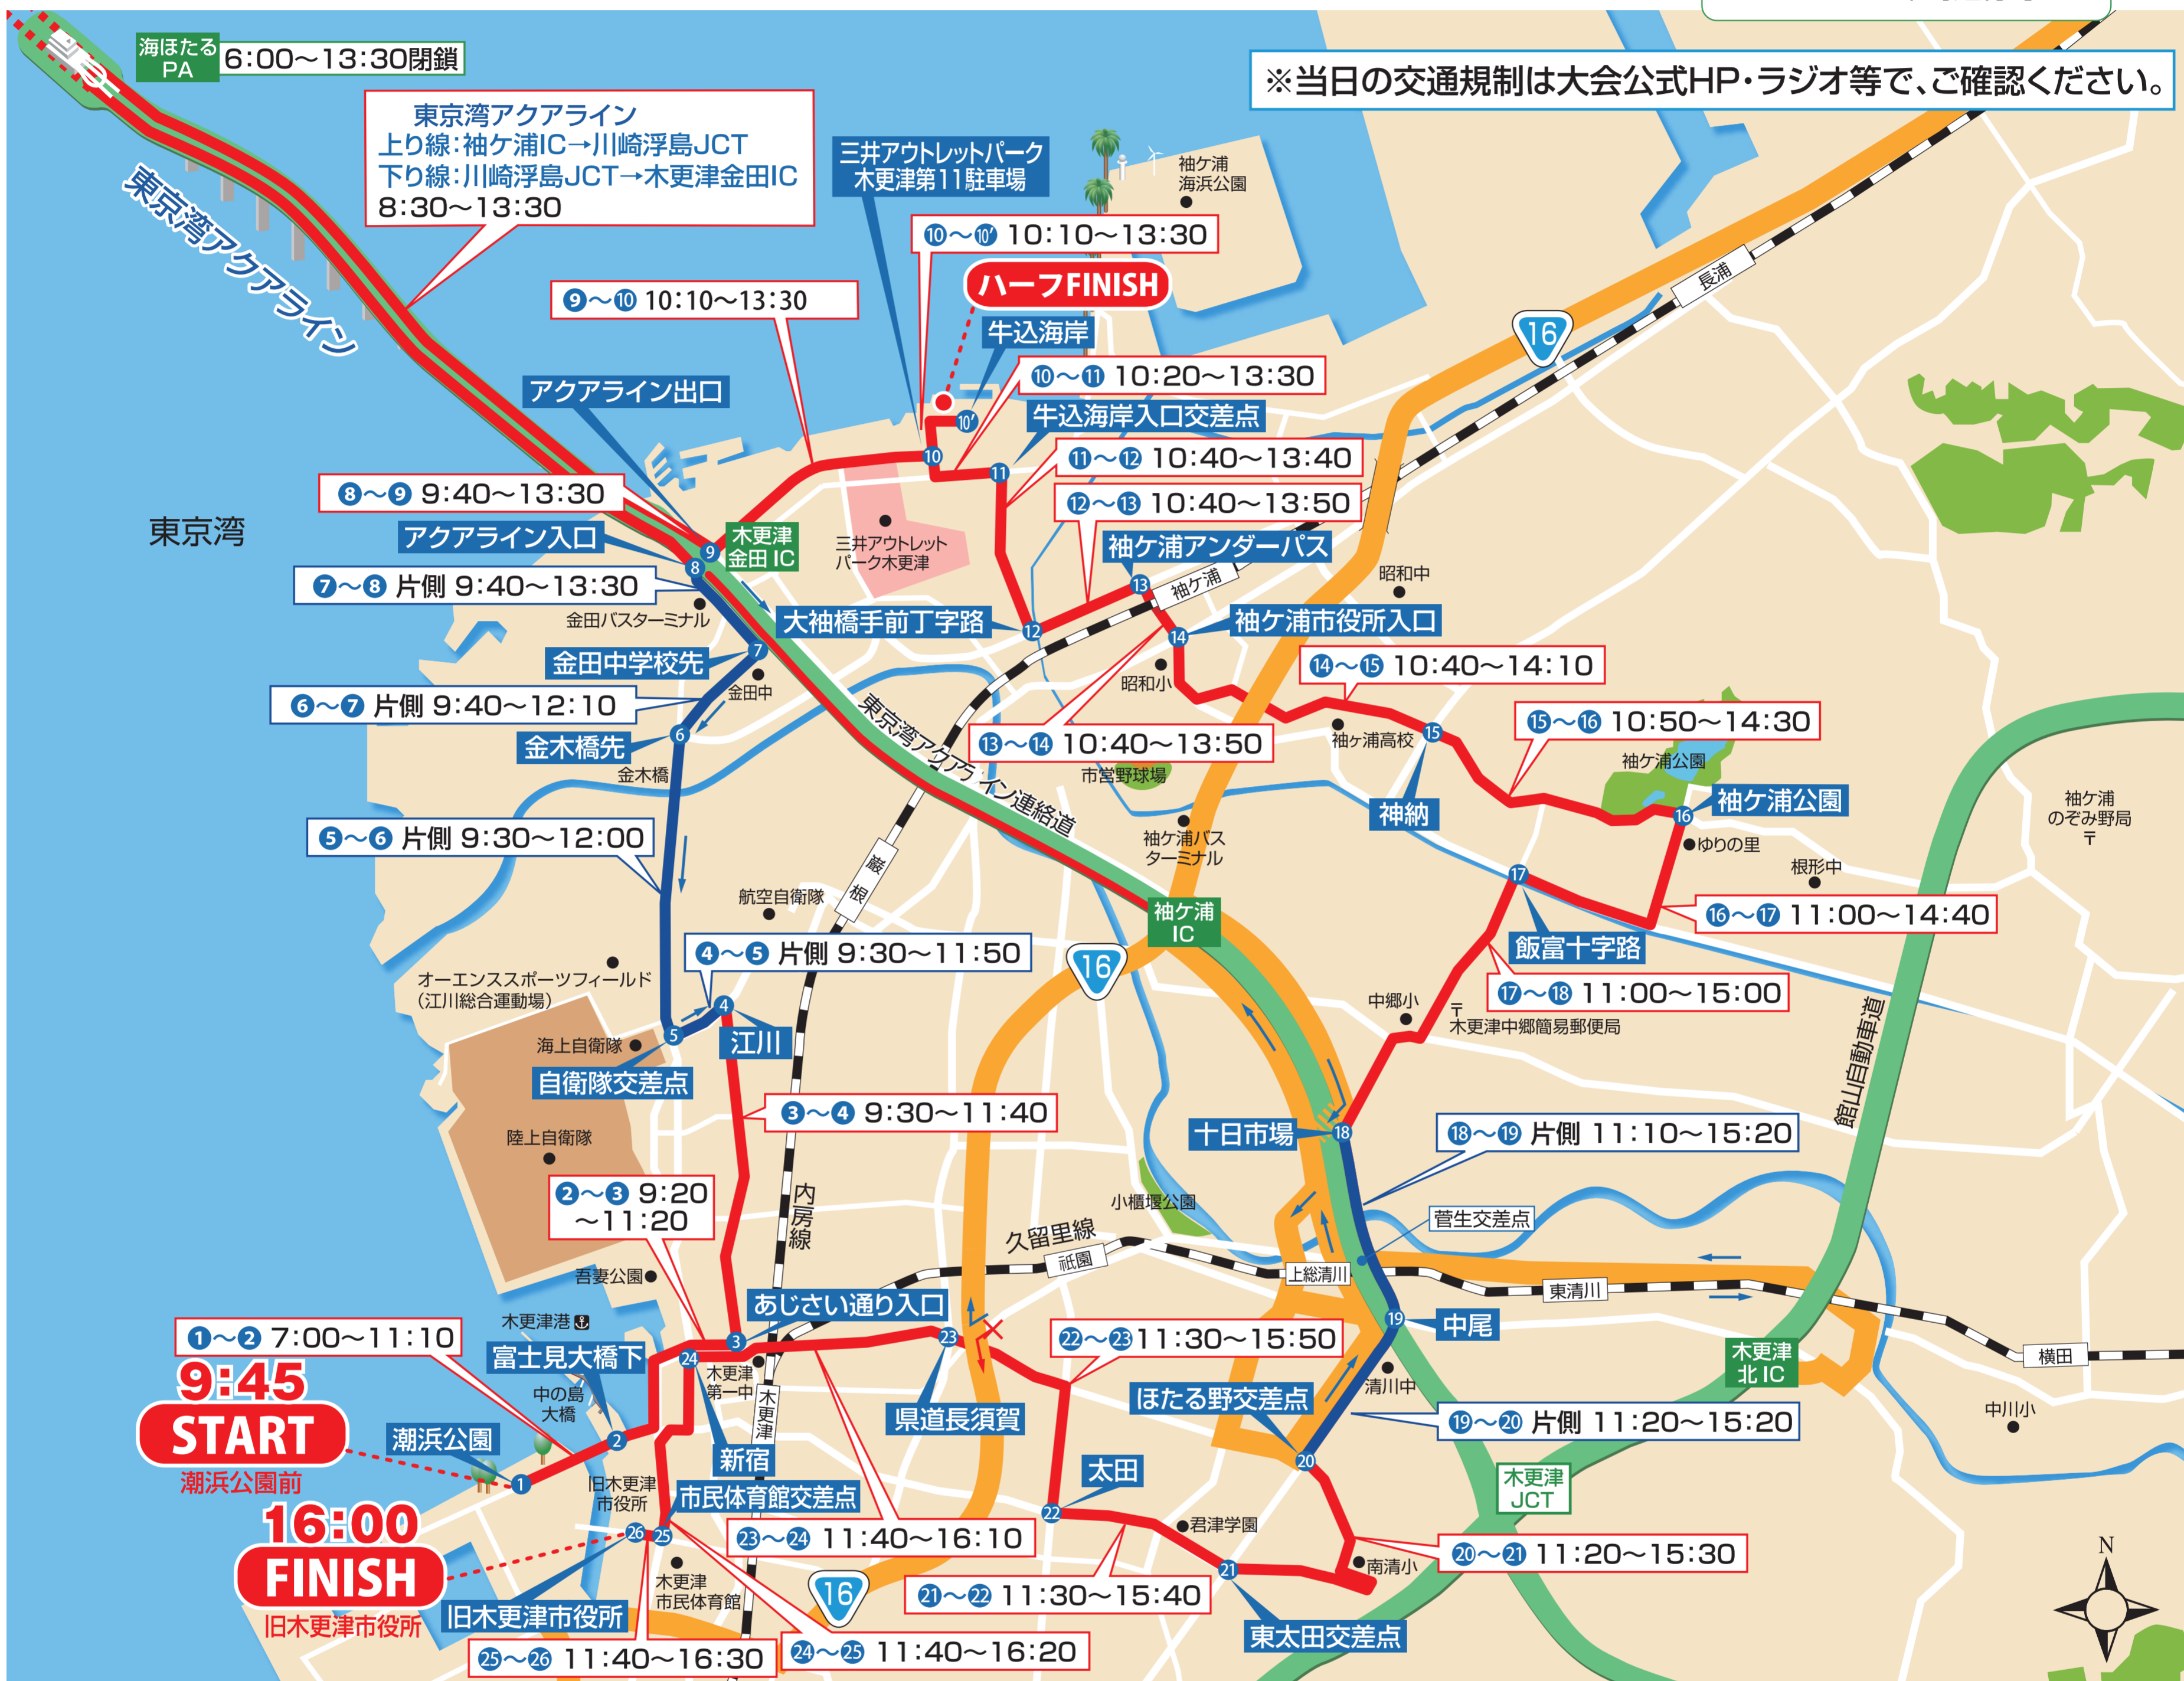 海ほたる
PA
6:00～13:30閉鎖
※当日の交通規制は大会公式HP・ラジオ等で、ご確認ください。
東京湾アクアライン
上り線：袖ケ浦IC→川崎浮島JCT
下り線：川崎浮島JCT→木更津金田IC
8:30～13:30
東京湾アクアライン
三井アウトレットパーク
木更津第11駐車場
袖ケ浦
海浜公園
⑩～⑩′ 10:10～13:30
ハーフFINISH
⑨～⑩ 10:10～13:30
牛込海岸
長浦
16
アクアライン出口
⑩～⑪ 10:20～13:30
10′
牛込海岸入口交差点
10
11
⑪～⑫ 10:40～13:40
⑧～⑨ 9:40～13:30
⑫～⑬ 10:40～13:50
東京湾
アクアライン入口
9
8
木更津
金田 IC
三井アウトレット
パーク木更津
袖ケ浦アンダーパス
⑦～⑧ 片側 9:40～13:30
13
袖ケ浦
昭和中
金田バスターミナル
大袖橋手前丁字路
12
14
袖ケ浦市役所入口
金田中学校先
7
金田中
昭和小
⑭～⑮ 10:40～14:10
⑥～⑦ 片側 9:40～12:10
東京湾アクアライン連絡道
⑬～⑭ 10:40～13:50
袖ヶ浦高校
15
⑮～⑯ 10:50～14:30
金木橋先
6
金木橋
市営野球場
袖ケ浦公園
神納
16
袖ケ浦公園
袖ケ浦
のぞみ野局
〒
⑤～⑥ 片側 9:30～12:00
袖ケ浦バス
ターミナル
ゆりの里
根形中
巌根
17
航空自衛隊
袖ケ浦
IC
⑯～⑰ 11:00～14:40
飯富十字路
④～⑤ 片側 9:30～11:50
16
オーエンススポーツフィールド
（江川総合運動場）
⑰～⑱ 11:00～15:00
4
中郷小
〒
木更津中郷簡易郵便局
5
江川
海上自衛隊
自衛隊交差点
館山自動車道
③～④ 9:30～11:40
十日市場
18
⑱～⑲ 片側 11:10～15:20
陸上自衛隊
②～③ 9:20
～11:20
内房線
小櫃堰公園
菅生交差点
久留里線
祇園
上総清川
東清川
吾妻公園
あじさい通り入口
木更津港
①～② 7:00～11:10
富士見大橋下
3
23
㉒～㉓11:30～15:50
19
中尾
24
木更津
第一中
木更津
北 IC
横田
9:45
START
潮浜公園前
中の島
大橋
木更津
県道長須賀
ほたる野交差点
清川中
⑲～⑳ 片側 11:20～15:20
中川小
潮浜公園
2
新宿
1
太田
20
木更津
JCT
旧木更津
市役所
市民体育館交差点
16:00
FINISH
旧木更津市役所
26
25
22
㉓～㉔ 11:40～16:10
君津学園
⑳～㉑ 11:20～15:30
21
南清小
木更津
市民体育館
16
㉑～㉒ 11:30～15:40
旧木更津市役所
東太田交差点
㉕～㉖ 11:40～16:30
㉔～㉕ 11:40～16:20
N